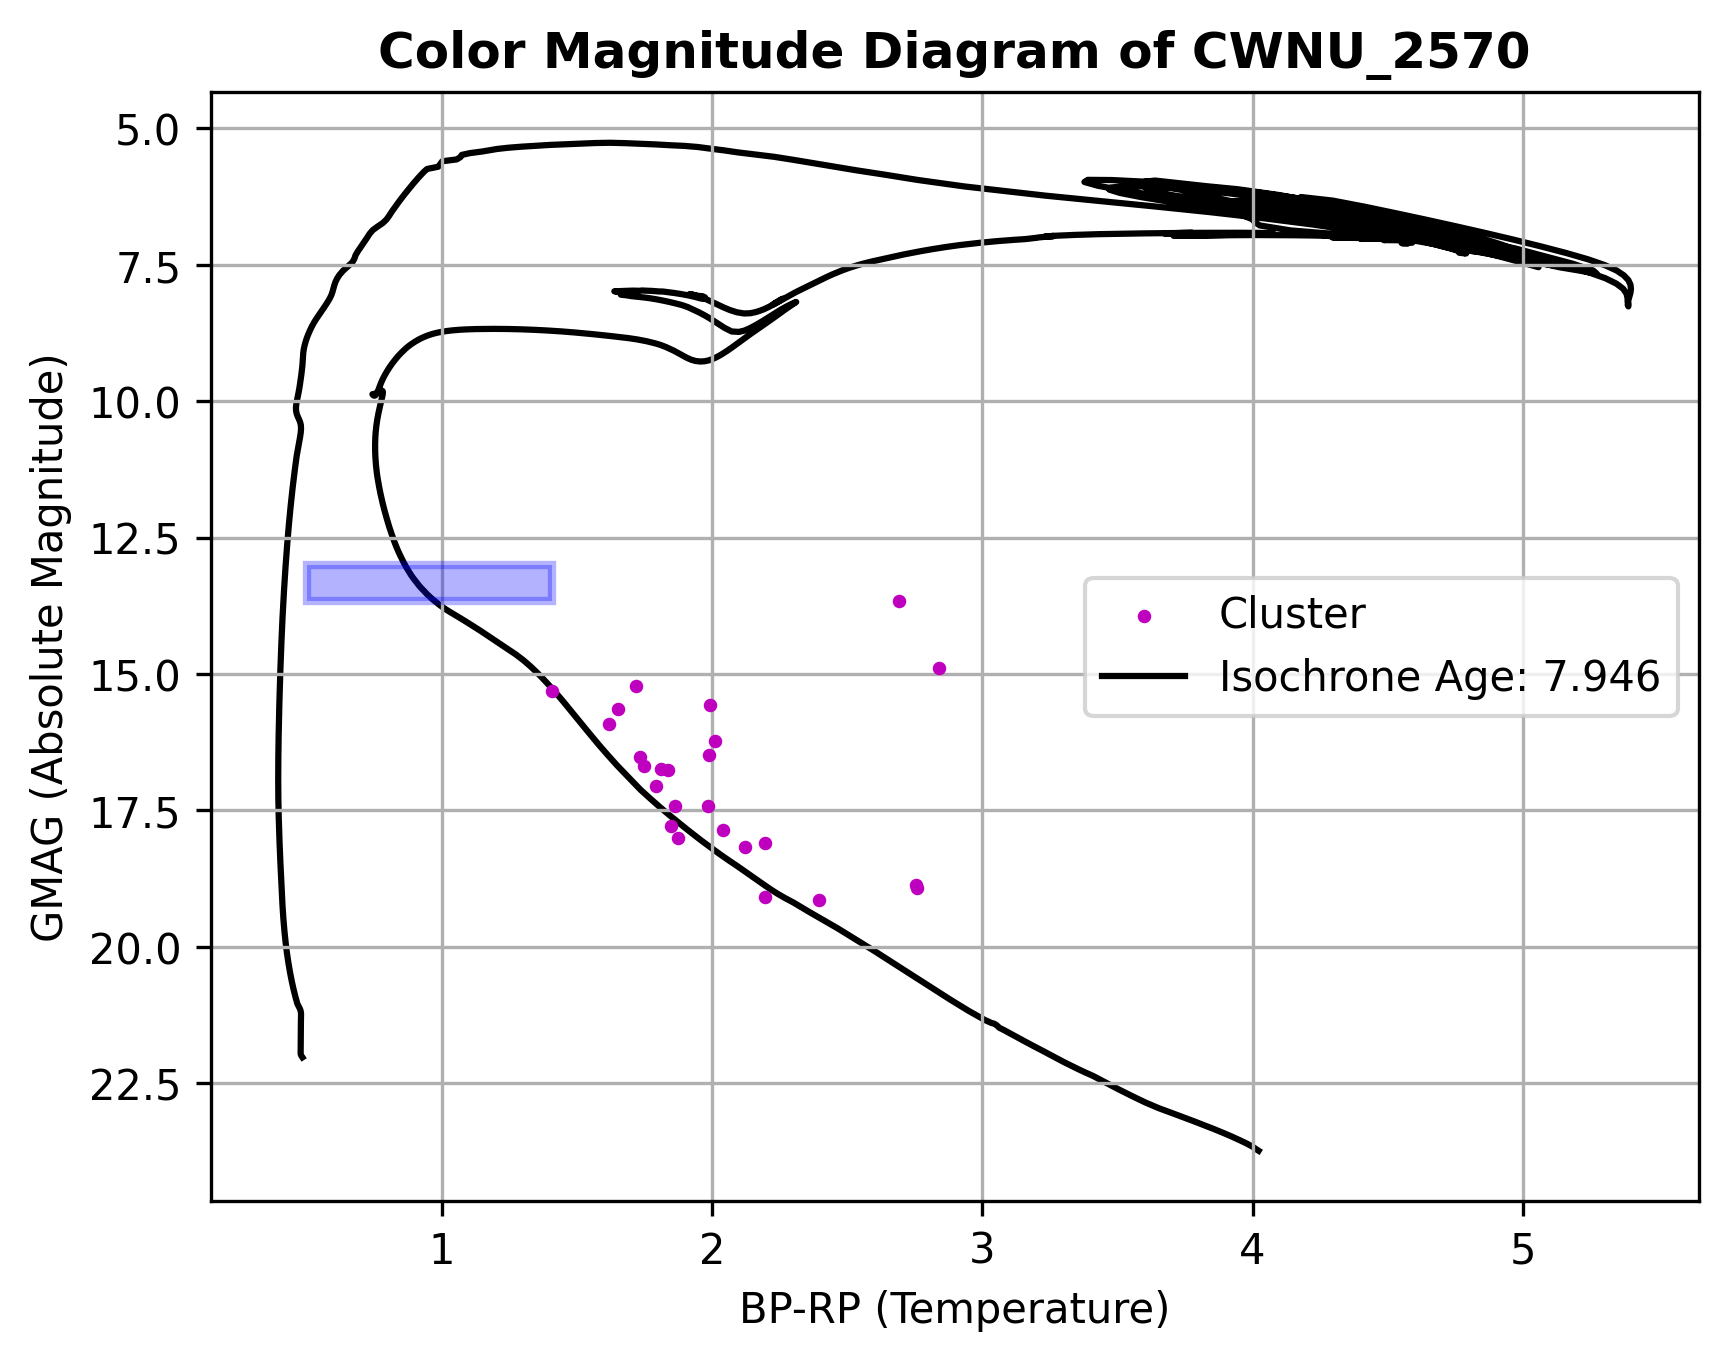 Color Magnitude Diagram of CWNU_2570
GMAG (Absolute Magnitude)
5.0
7.5
10.0
12.5
15.0
17.5
20.0
22.5
Cluster
Isochrone Age: 7.946
1 2 3 4 5
BP-RP (Temperature)